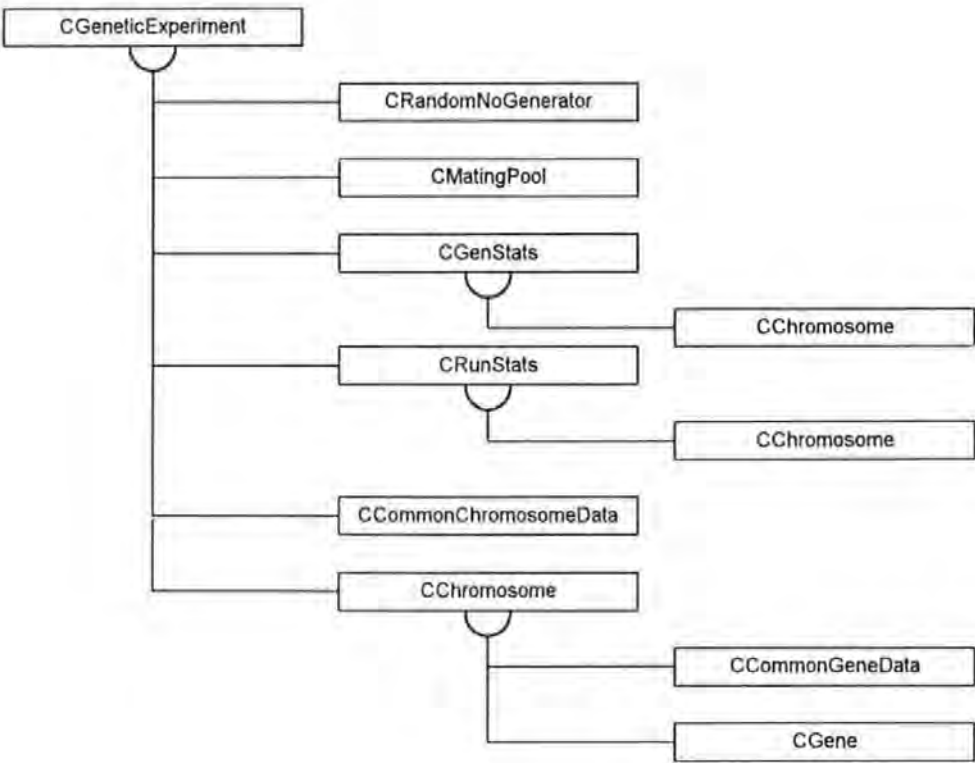 CGeneticExperiment
CRandomNoGenerator
CMatingPool
CGenStats
CChromosome
CRunStats
CChromosome
CCommonChromosomeData
CChromosome
CCommonGeneData
CGene